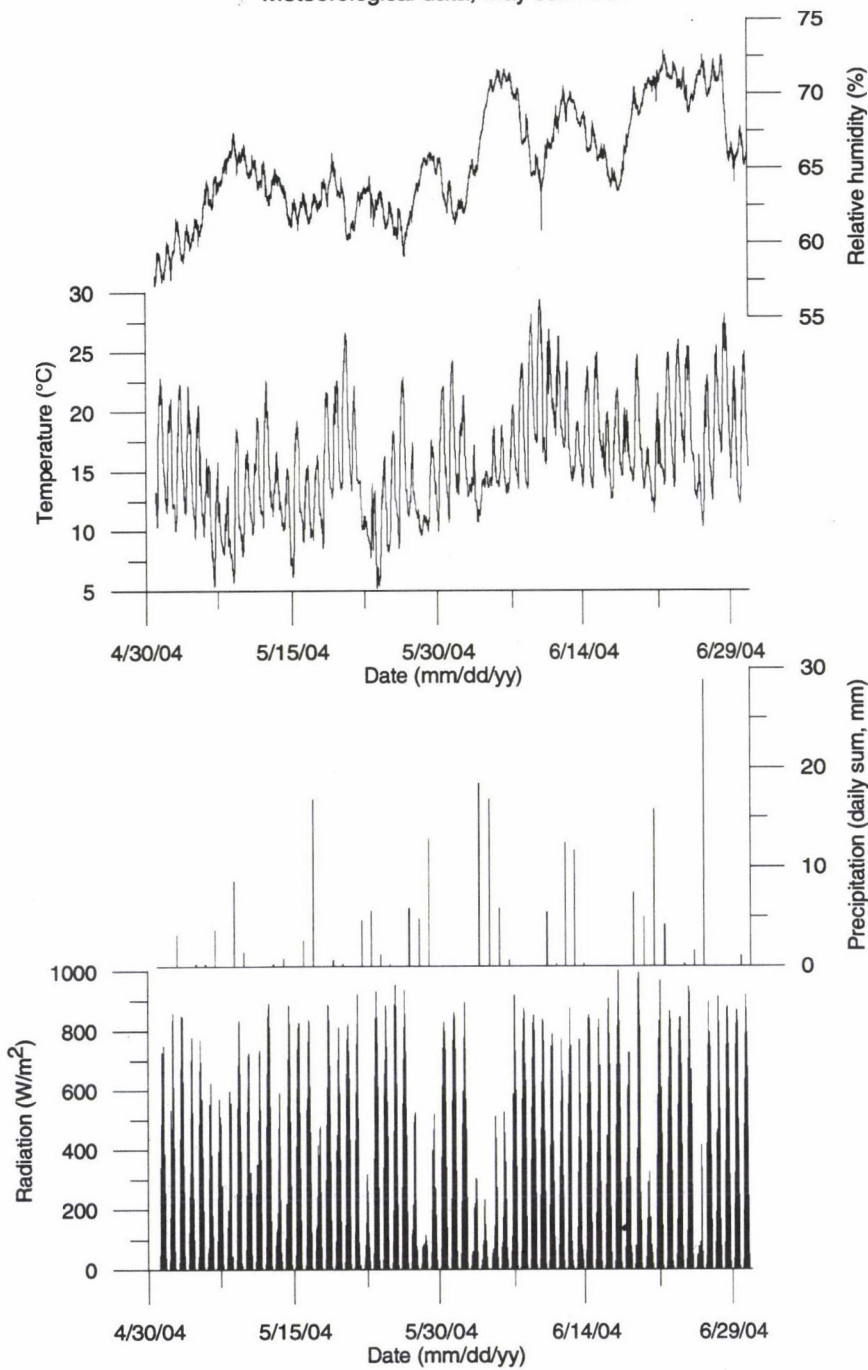 75
70
65
60
55
Relative humidity (%)
30
25
20
15
10
5
Temperature (°C)
4/30/04 5/15/04 5/30/04 6/14/04 6/29/04
Date (mm/dd/yy)
30
20
10
0
Precipitation (daily sum, mm)
1000
800
600
400
200
0
Radiation (W/m²)
4/30/04 5/15/04 5/30/04 6/14/04 6/29/04
Date (mm/dd/yy)